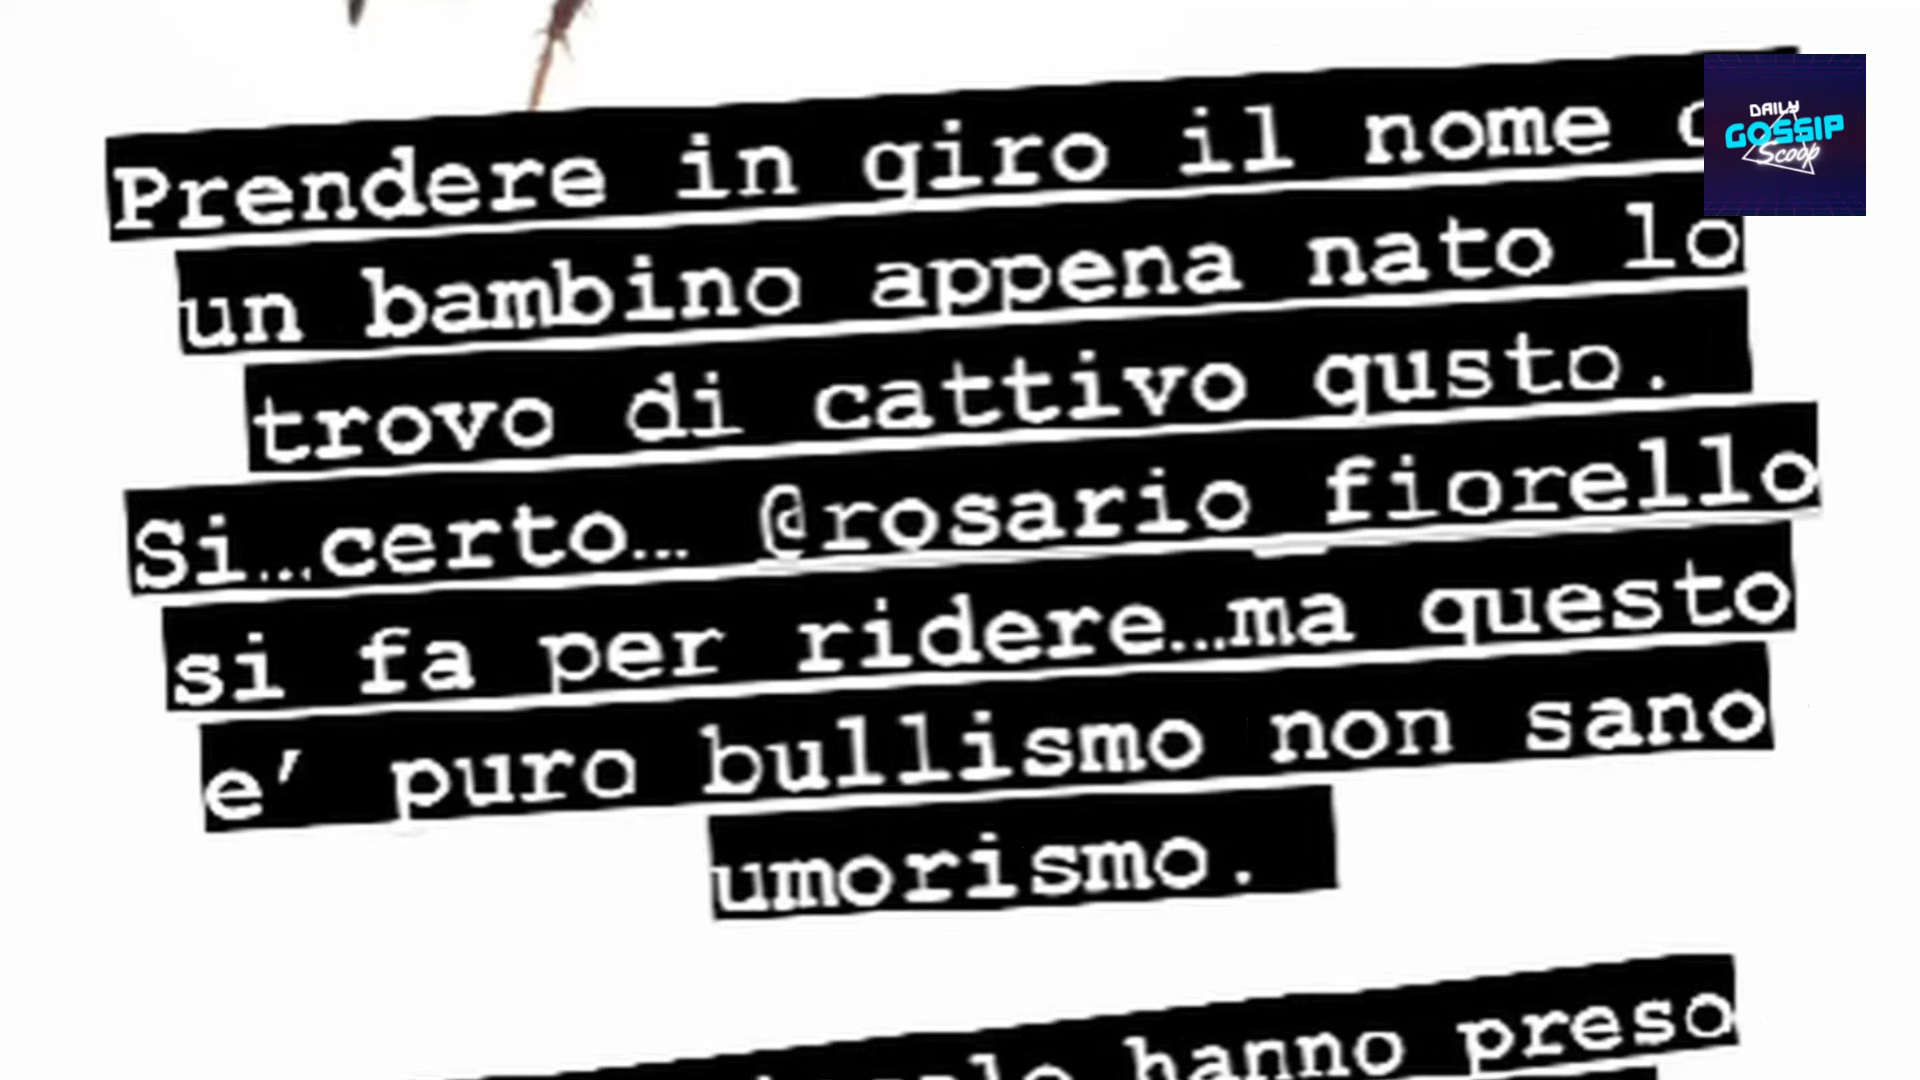 Prendere in giro il nome
un bambino appena nato lo
trovo di cattivo gusto.
Si...certo... @rosario fiorello
si fa per ridere...ma questo
e' puro bullismo non sano
umorismo.
hanno preso
DAILY
GOSSIP
Scoop